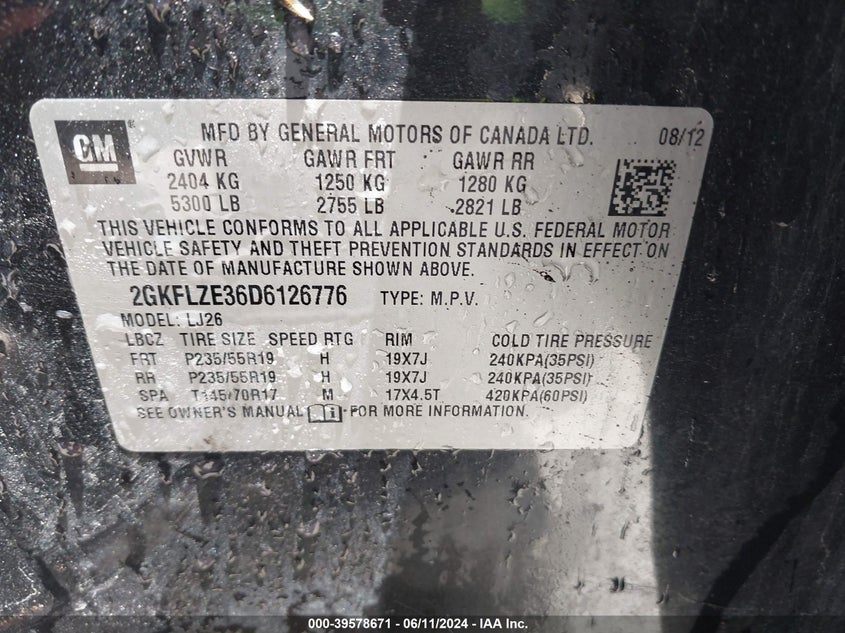 GM®
MFD BY GENERAL MOTORS OF CANADA LTD. 08/12
GVWR GAWR FRT GAWR RR
2404 KG 1250 KG 1280 KG
5300 LB 2755 LB 2821 LB
THIS VEHICLE CONFORMS TO ALL APPLICABLE U.S. FEDERAL MOTOR
VEHICLE SAFETY AND THEFT PREVENTION STANDARDS IN EFFECT ON
THE DATE OF MANUFACTURE SHOWN ABOVE.
2GKFLZE36D6126776 TYPE: M.P.V.
MODEL: LJ26
LBCZ TIRE SIZE SPEED RTG RIM COLD TIRE PRESSURE
FRT P235/55R19 H 19X7J 240KPA(35PSI)
RR P235/55R19 H 19X7J 240KPA(35PSI)
SPA T145/70R17 M 17X4.5T 420KPA(60PSI)
SEE OWNER'S MANUAL FOR MORE INFORMATION.
000-39578671 - 06/11/2024 - IAA Inc.